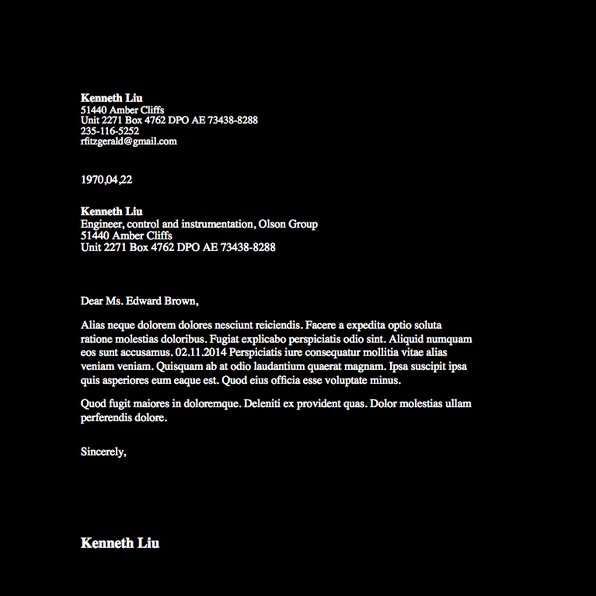 Kenneth Liu
51440 Amber Cliffs
Unit 2271 Box 4762 DPO AE 73438-8288
235-116-5252
rfitzgerald@gmail.com
1970,04,22
Kenneth Liu
Engineer, control and instrumentation, Olson Group
51440 Amber Cliffs
Unit 2271 Box 4762 DPO AE 73438-8288
Dear Ms. Edward Brown,
Alias neque dolorem dolores nesciunt reiciendis. Facere a expedita optio soluta
ratione molestias doloribus. Fugiat explicabo perspiciatis odio sint. Aliquid numquam
eos sunt accusamus. 02.11.2014 Perspiciatis iure consequatur mollitia vitae alias
veniam veniam. Quisquam ab at odio laudantium quaerat magnam. Ipsa suscipit ipsa
quis asperiores eum eaque est. Quod eius officia esse voluptate minus.
Quod fugit maiores in doloremque. Deleniti ex provident quas. Dolor molestias ullam
perferendis dolore.
Sincerely,
Kenneth Liu